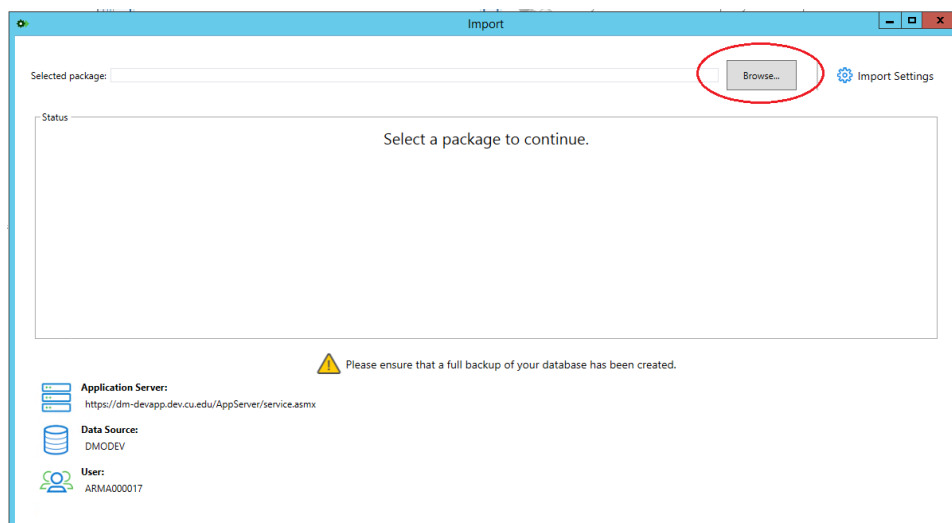 Import
Selected package:
Browse...
Import Settings
Status
Select a package to continue.
Please ensure that a full backup of your database has been created.
Application Server:
https://dm-devapp.dev.cu.edu/AppServer/service.asmx
Data Source:
DMODEV
User:
ARMA000017